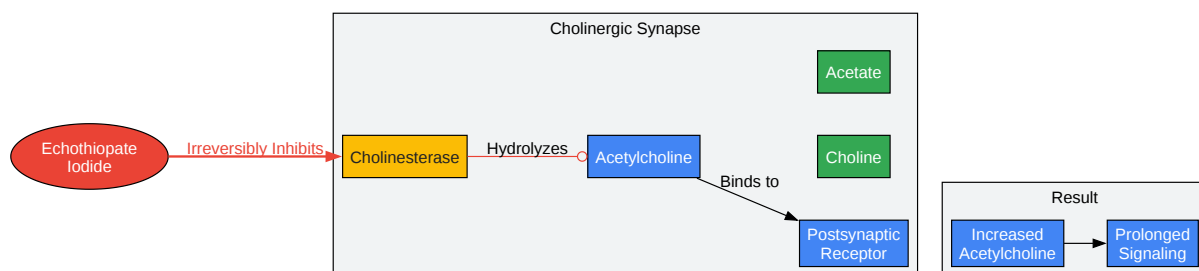 Cholinergic Synapse
Acetate
Echothiopate
Iodide
Irreversibly Inhibits
Cholinesterase
Hydrolyzes
Acetylcholine
Choline
Binds to
Postsynaptic
Receptor
Result
Increased
Acetylcholine
Prolonged
Signaling